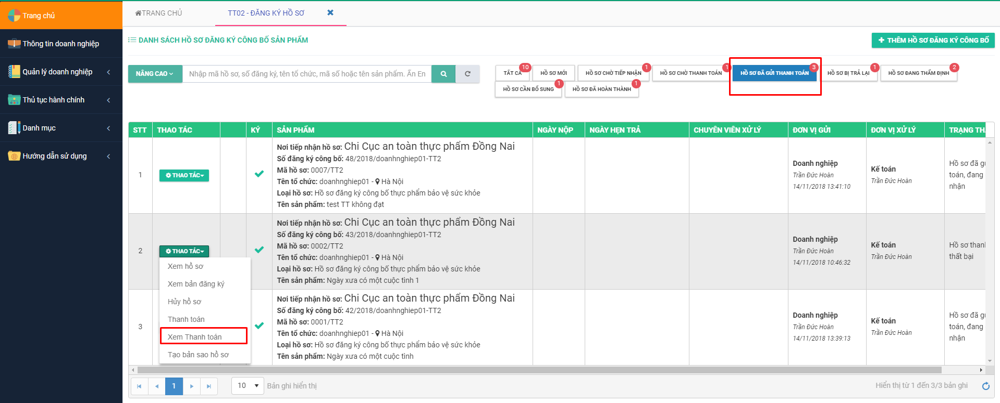 Trang chủ
Thông tin doanh nghiệp
Quản lý doanh nghiệp
Thủ tục hành chính
Danh mục
Hướng dẫn sử dụng
TRANG CHỦ
TT02 - ĐĂNG KÝ HỒ SƠ
DANH SÁCH HỒ SƠ ĐĂNG KÝ CÔNG BỐ SẢN PHẨM
THÊM HỒ SƠ ĐĂNG KÝ CÔNG BỐ
NÂNG CAO
Nhập mã hồ sơ, số đăng ký, tên tổ chức, mã số hoặc tên sản phẩm. Ấn En
TẤT CẢ 10
HỒ SƠ MỚI
HỒ SƠ CHỜ TIẾP NHẬN 1
HỒ SƠ CHỜ THANH TOÁN 1
HỒ SƠ ĐÃ GỬI THANH TOÁN 3
HỒ SƠ BỊ TRẢ LẠI 1
HỒ SƠ ĐANG THẨM ĐỊNH 2
HỒ SƠ CẦN BỔ SUNG 1
HỒ SƠ ĐÃ HOÀN THÀNH 1
STT THAO TÁC KÝ SẢN PHẨM NGÀY NỘP NGÀY HẸN TRẢ CHUYÊN VIÊN XỬ LÝ ĐƠN VỊ GỬI ĐƠN VỊ XỬ LÝ TRẠNG TH
1
THAO TÁC
Nơi tiếp nhận hồ sơ: Chi Cục an toàn thực phẩm Đồng Nai
Số đăng ký công bố: 48/2018/doanhnghiep01-TT2
Mã hồ sơ: 0007/TT2
Tên tổ chức: doanhnghiep01 - Hà Nội
Loại hồ sơ: Hồ sơ đăng ký công bố thực phẩm bảo vệ sức khỏe
Tên sản phẩm: test TT không đạt
Doanh nghiệp
Trần Đức Hoàn
14/11/2018 13:41:10
Kế toán
Trần Đức Hoàn
Hồ sơ đã gử
toán, đang
nhận
2
THAO TÁC
Nơi tiếp nhận hồ sơ: Chi Cục an toàn thực phẩm Đồng Nai
Số đăng ký công bố: 43/2018/doanhnghiep01-TT2
Mã hồ sơ: 0002/TT2
Tên tổ chức: doanhnghiep01 - Hà Nội
Loại hồ sơ: Hồ sơ đăng ký công bố thực phẩm bảo vệ sức khỏe
Tên sản phẩm: Ngày xưa có một cuộc tình 1
Doanh nghiệp
Trần Đức Hoàn
14/11/2018 10:46:32
Kế toán
Trần Đức Hoàn
Hồ sơ thanh
thất bại
Xem hồ sơ
Xem bản đăng ký
Hủy hồ sơ
Thanh toán
Xem Thanh toán
Tạo bản sao hồ sơ
3
Nơi tiếp nhận hồ sơ: Chi Cục an toàn thực phẩm Đồng Nai
Số đăng ký công bố: 42/2018/doanhnghiep01-TT2
Mã hồ sơ: 0001/TT2
Tên tổ chức: doanhnghiep01 - Hà Nội
Loại hồ sơ: Hồ sơ đăng ký công bố thực phẩm bảo vệ sức khỏe
Tên sản phẩm: Ngày xưa có một cuộc tình
Doanh nghiệp
Trần Đức Hoàn
14/11/2018 13:39:13
Kế toán
Trần Đức Hoàn
Hồ sơ đã gử
toán, đang
nhận
1
10
Bản ghi hiển thị
Hiển thị từ 1 đến 3/3 bản ghi